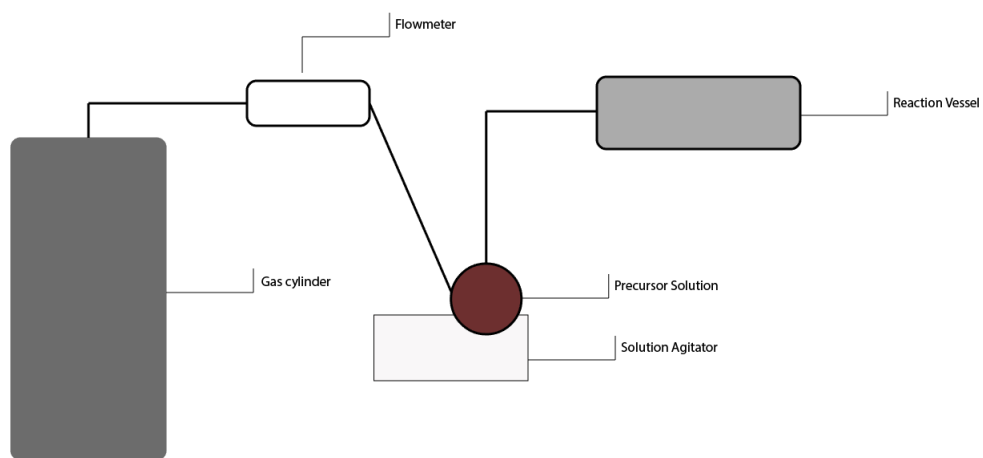 Flowmeter
Reaction Vessel
Gas cylinder
Precursor Solution
Solution Agitator